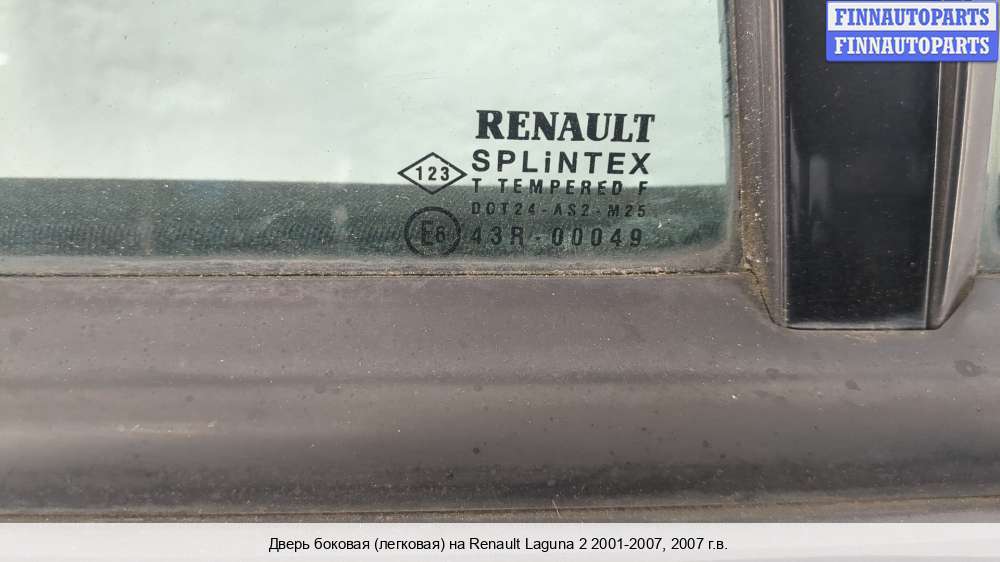 FINNAUTOPARTS
FINNAUTOPARTS
RENAULT
SPLiNTEX
123
T TEMPERED F
DOT24-AS2-M25
E6 43R-00049
Дверь боковая (легковая) на Renault Laguna 2 2001-2007, 2007 г.в.